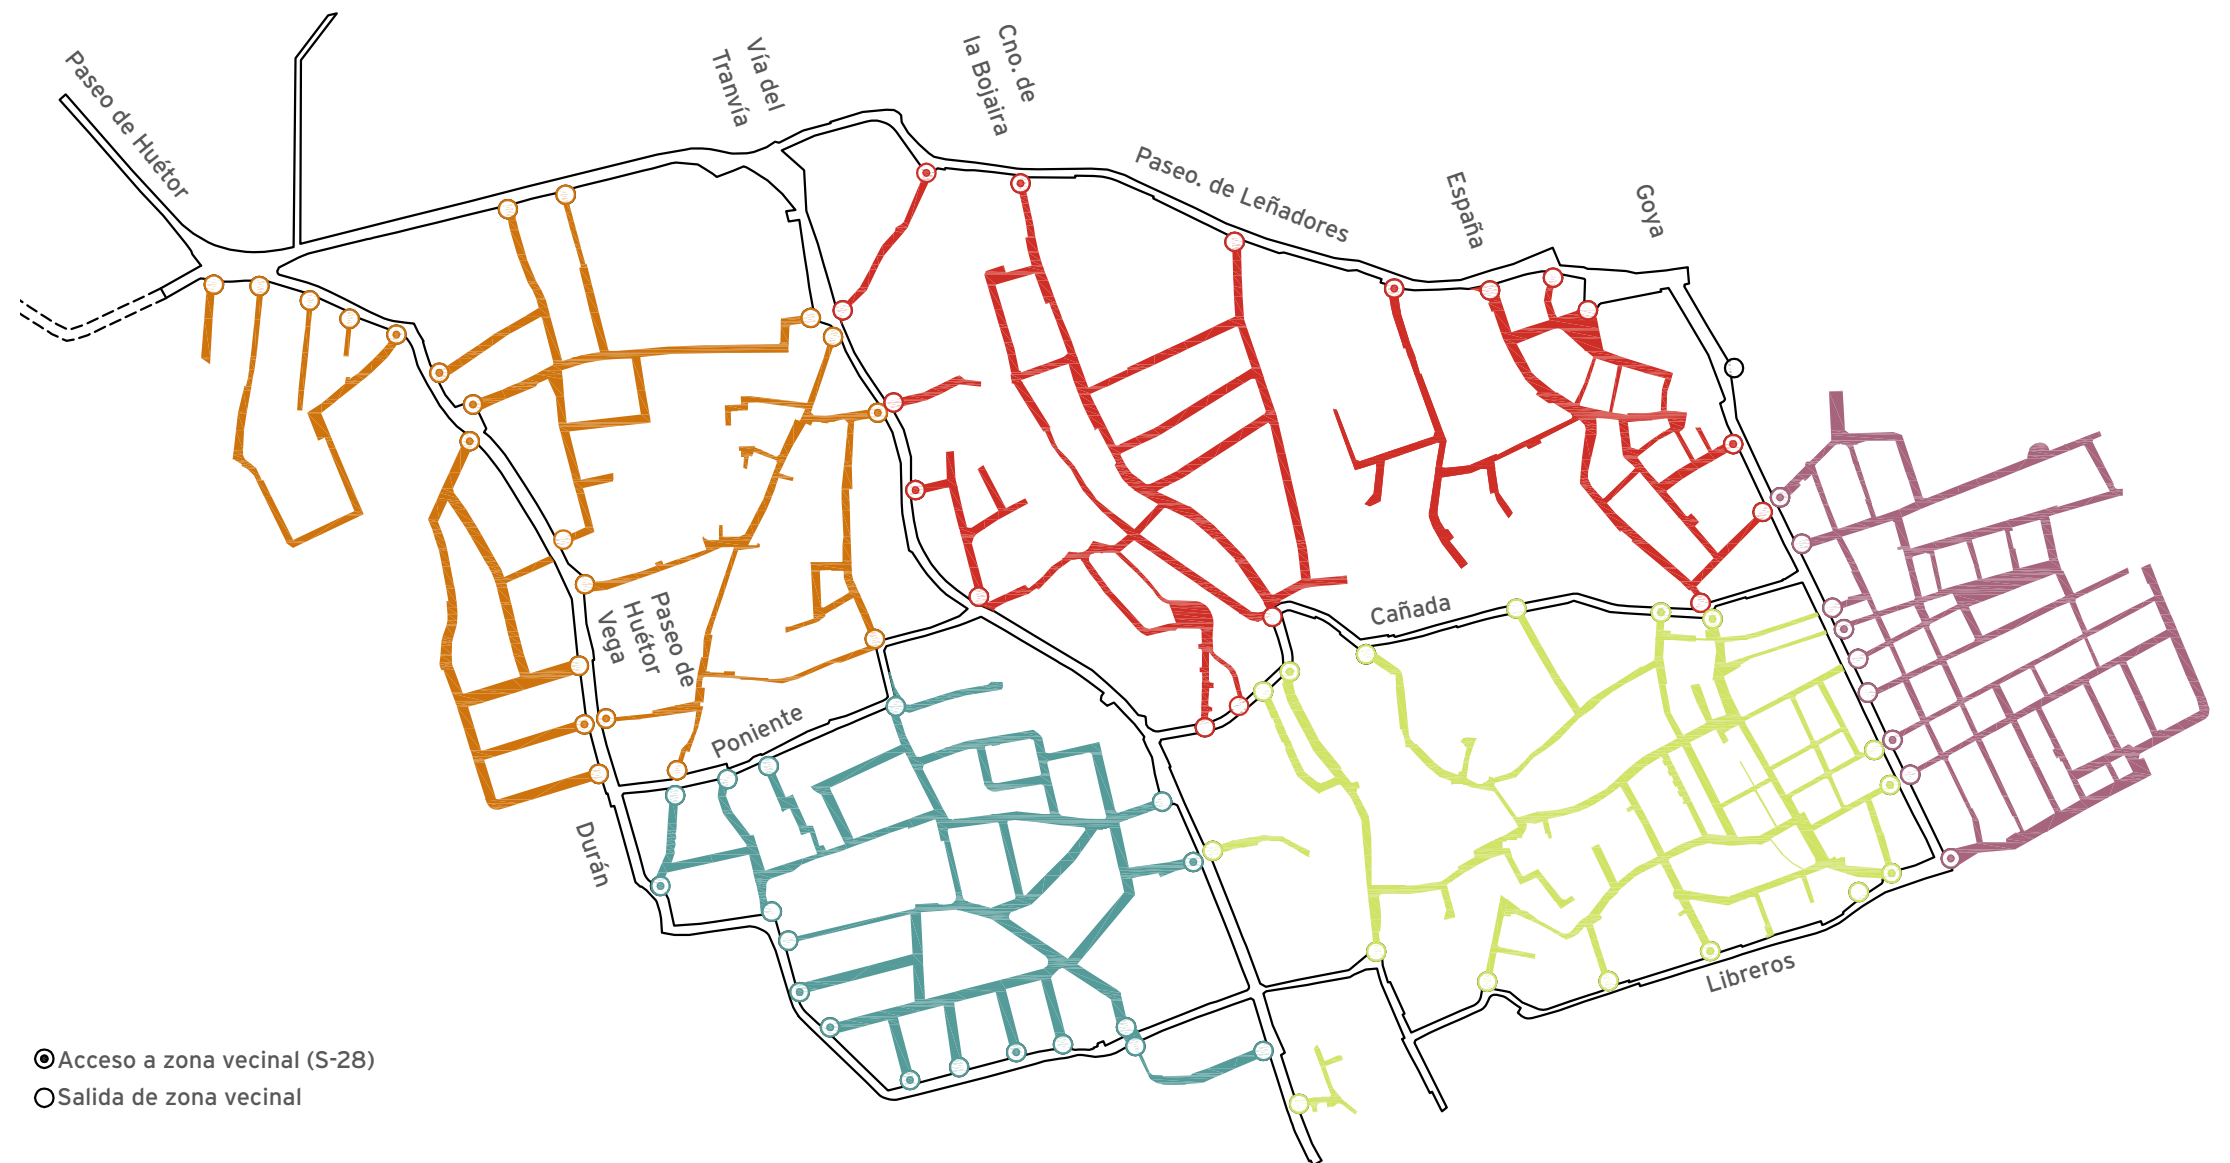 Paseo de Huétor
Vía del
Tranvía
Cno. de
la Bojaira
Paseo. de Leñadores
España
Goya
Cañada
Paseo de
Huétor
Vega
Poniente
Durán
Libreros
Acceso a zona vecinal (S-28)
Salida de zona vecinal